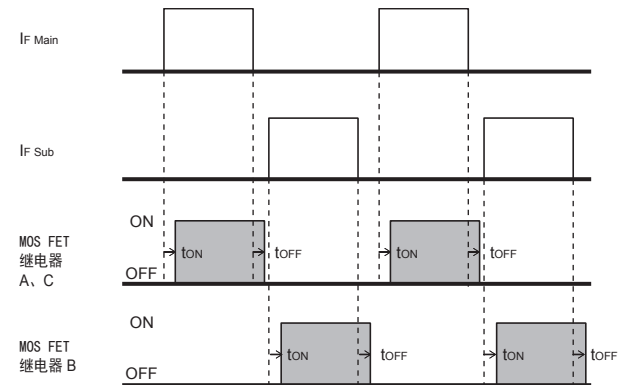 IF Main
IF Sub
ON
MOS FET
继电器
A、C
tON
tOFF
tON
tOFF
OFF
ON
MOS FET
继电器 B
tON
tOFF
tON
tOFF
OFF